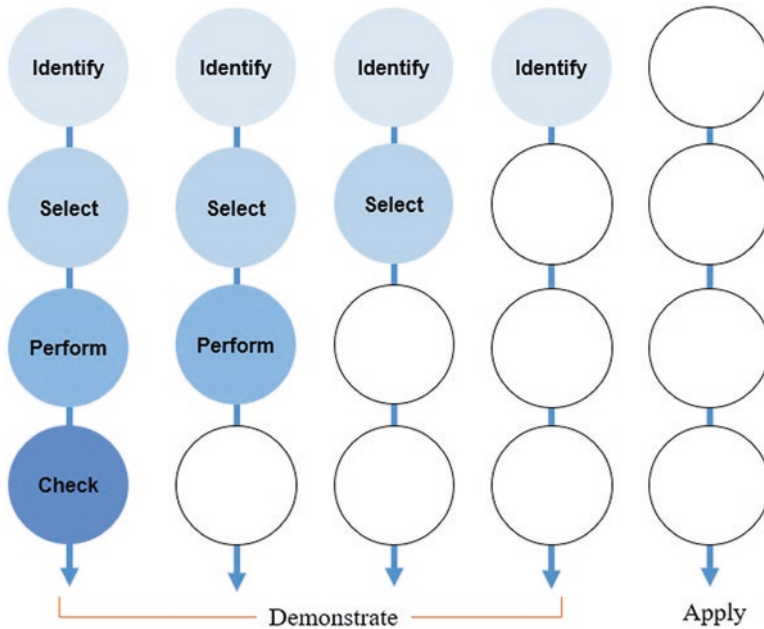 Identify Identify Identify Identify
Select Select Select
Perform Perform
Check
Demonstrate Apply